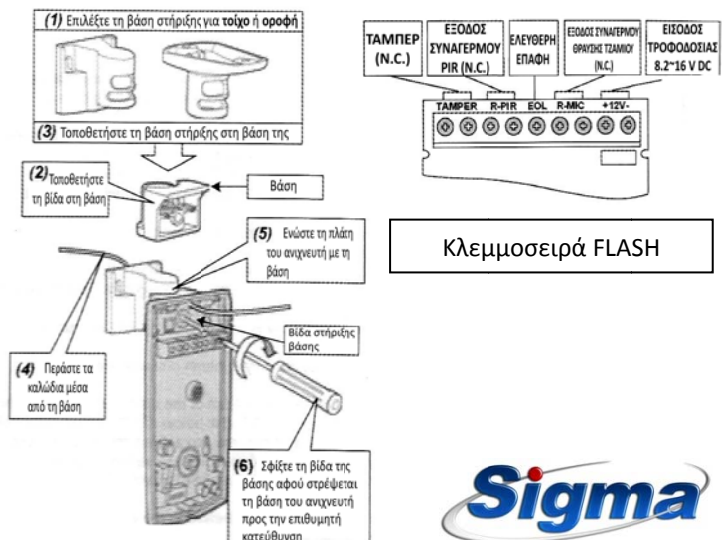 (1) Επιλέξτε τη βάση στήριξης για τοίχο ή οροφή
(3) Τοποθετήστε τη βάση στήριξης στη βάση της
(2) Τοποθετήστε
τη βίδα στη βάση
Βάση
(5) Ενώστε τη πλάτη
του ανιχνευτή με τη
βάση
Βίδα στήριξης
βάσης
(4) Περάστε τα
καλώδια μέσα
από τη βάση
(6) Σφίξτε τη βίδα της
βάσης αφού στρέψεται
τη βάση του ανιχνευτή
προς την επιθυμητή
κατεύθυνση
ΤΑΜΠΕΡ
(N.C.)
ΕΞΟΔΟΣ
ΣΥΝΑΓΕΡΜΟΥ
PIR (N.C.)
ΕΛΕΥΘΕΡΗ
ΕΠΑΦΗ
ΕΞΟΔΟΣ ΣΥΝΑΓΕΡΜΟΥ
ΘΡΑΥΣΗΣ ΤΖΑΜΙΟΥ
(N.C.)
ΕΙΣΟΔΟΣ
ΤΡΟΦΟΔΟΣΙΑΣ
8.2~16 V DC
TAMPER R-PIR EOL R-MIC +12V-
Κλεμμοσειρά FLASH
Sigma